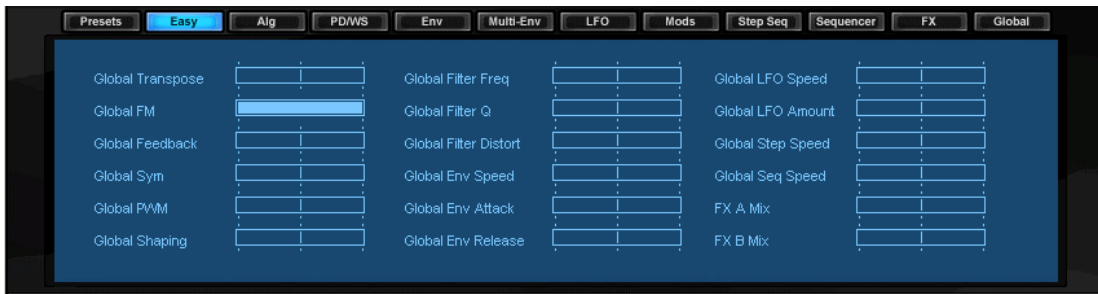 Presets Easy Alg PD/WS Env Multi-Env LFO Mods Step Seq Sequencer FX Global
Global Transpose Global Filter Freq Global LFO Speed
Global FM Global Filter Q Global LFO Amount
Global Feedback Global Filter Distort Global Step Speed
Global Sym Global Env Speed Global Seq Speed
Global PWM Global Env Attack FX A Mix
Global Shaping Global Env Release FX B Mix